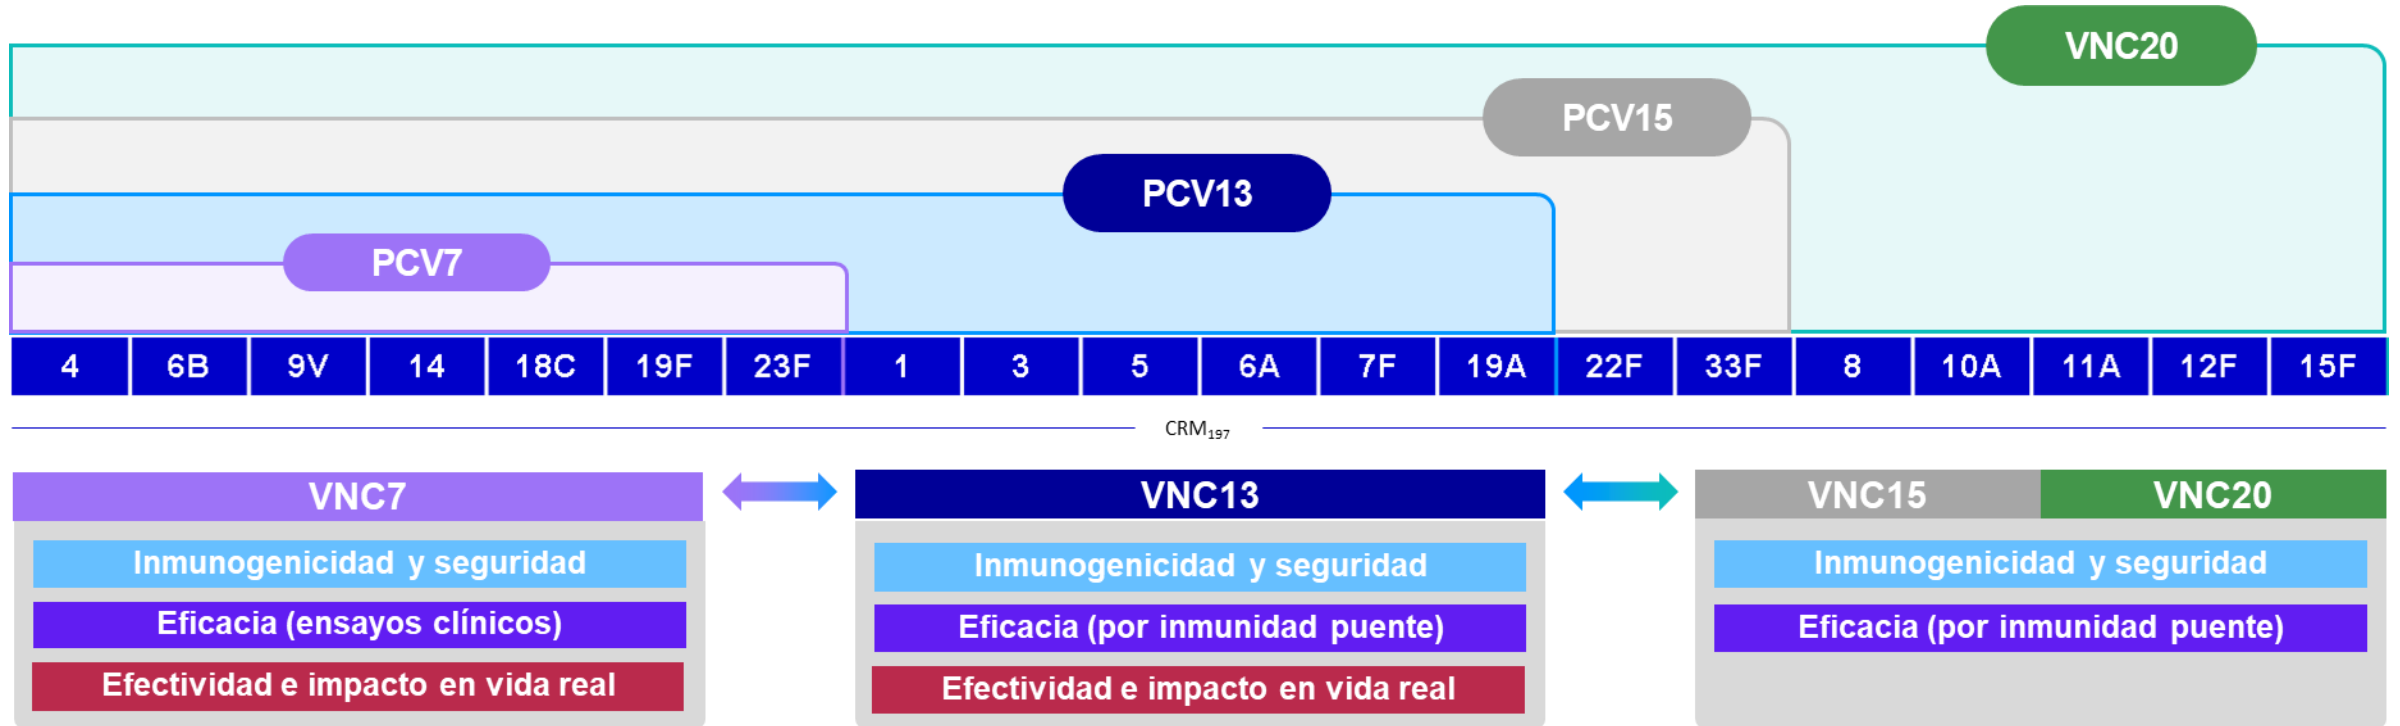 VNC20
PCV15
PCV13
PCV7
4 6B 9V 14 18C 19F 23F 1 3 5 6A 7F 19A 22F 33F 8 10A 11A 12F 15F
CRM197
VNC7 VNC13 VNC15 VNC20
Inmunogenicidad y seguridad Inmunogenicidad y seguridad Inmunogenicidad y seguridad
Eficacia (ensayos clínicos) Eficacia (por inmunidad puente) Eficacia (por inmunidad puente)
Efectividad e impacto en vida real Efectividad e impacto en vida real